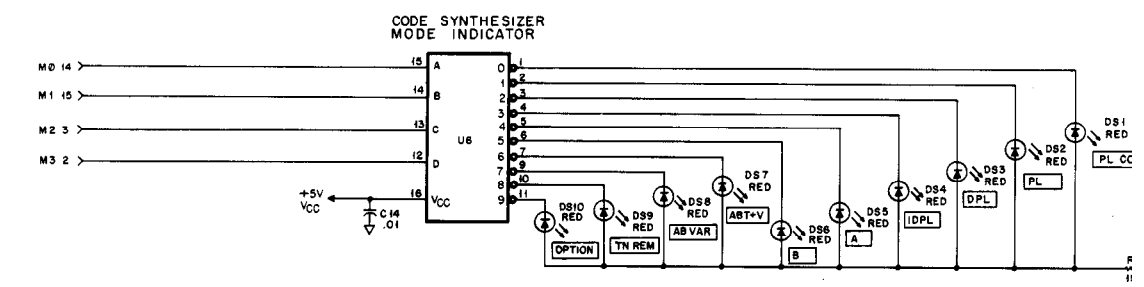 CODE SYNTHESIZER
MODE INDICATOR
MØ 14
M1 15
M2 3
M3 2
15 A
14 B
13 C
12 D
16 VCC
U6
0 1
1 2
2 3
3 4
4 5
5 6
6 7
7 9
8 10
9 11
+5V
VCC
C14
.01
DS10
RED
OPTION
DS9
RED
TN REM
DS8
RED
AB VAR
DS7
RED
ABT+V
DS6
RED
B
DS5
RED
A
DS4
RED
IDPL
DS3
RED
DPL
DS2
RED
PL
DS1
RED
PL CO
R